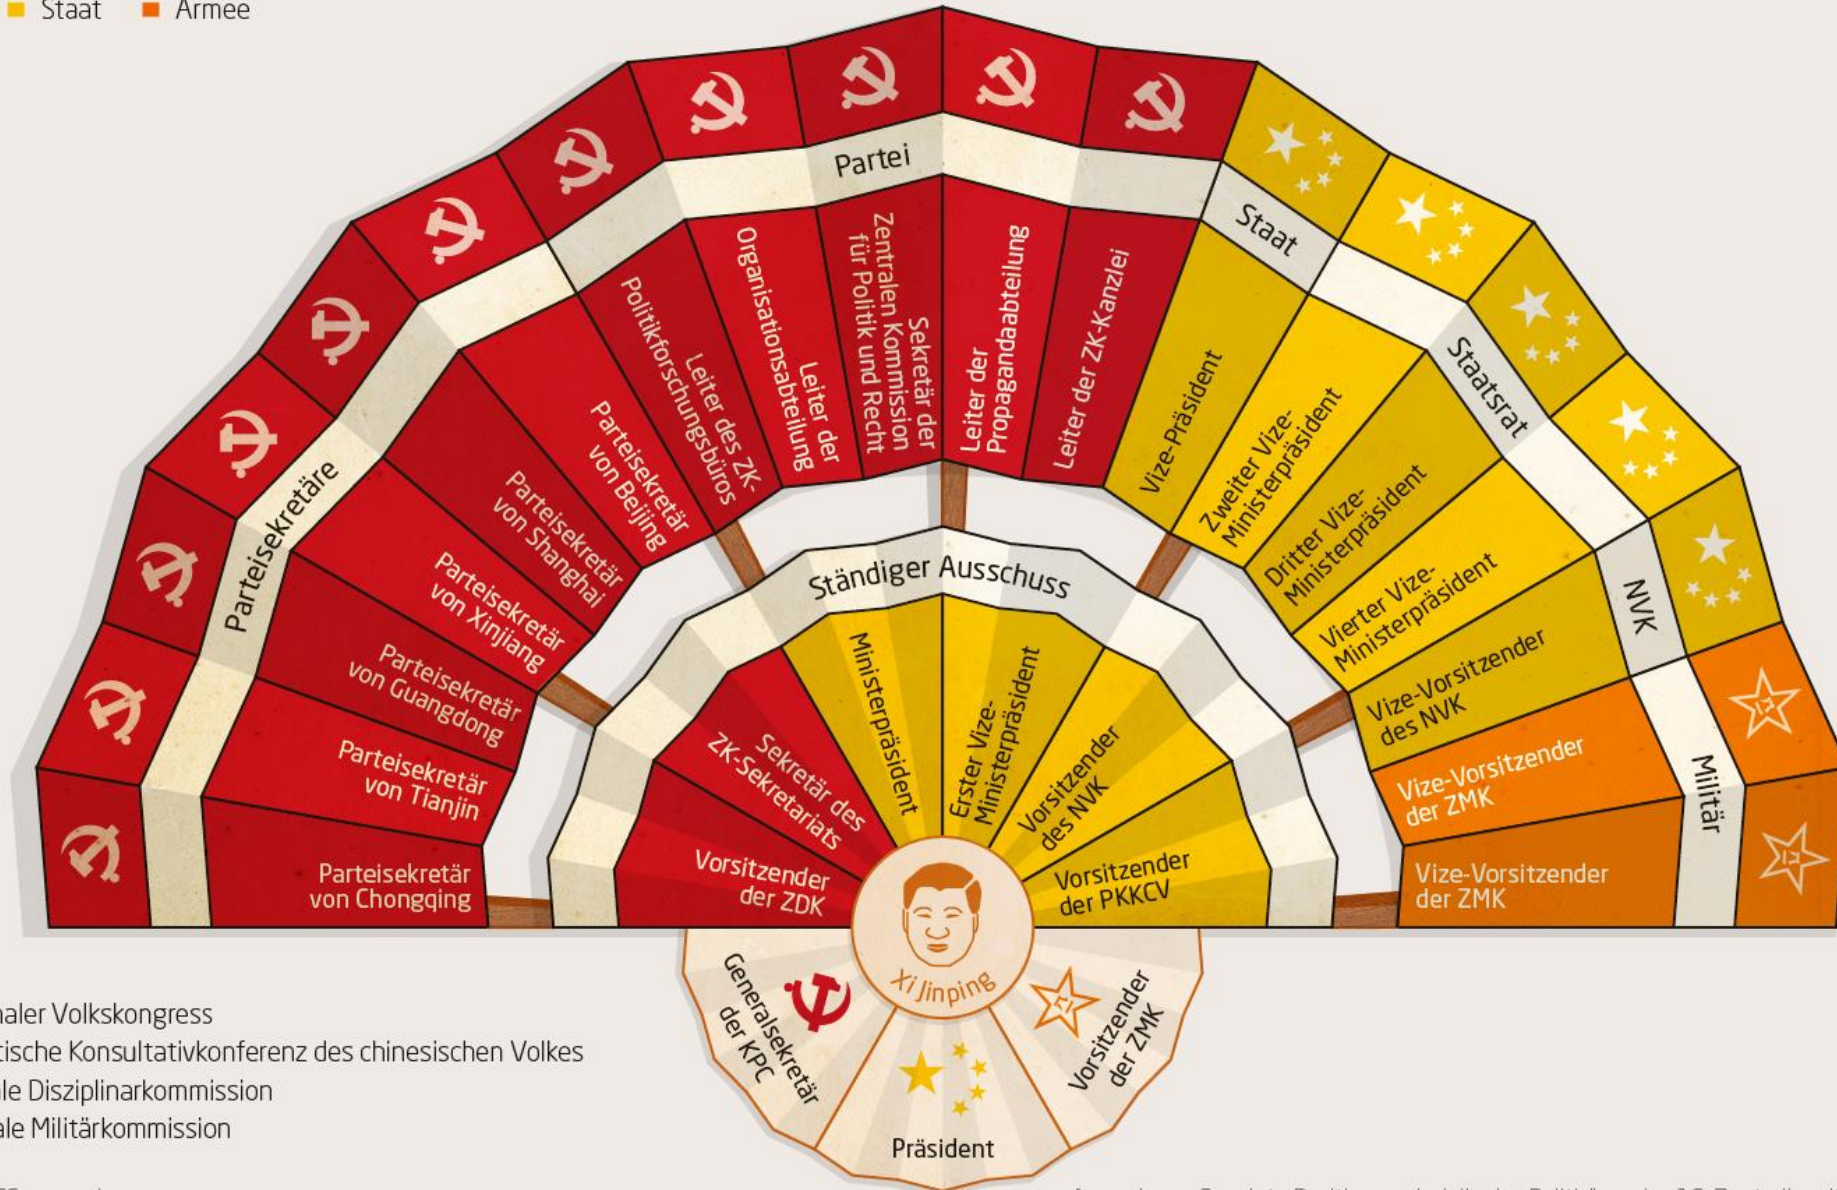 Staat
Armee
Partei
Staat
Staatsrat
NVK
Militär
Parteisekretäre
Parteisekretär
von Chongqing
Parteisekretär
von Tianjin
Parteisekretär
von Guangdong
Parteisekretär
von Xinjiang
Parteisekretär
von Shanghai
Parteisekretär
von Beijing
Leiter des ZK-
Politikforschungsbüros
Leiter der
Organisationsabteilung
Sekretär der
Zentralen Kommission
für Politik und Recht
Leiter der
Propagandaabteilung
Leiter der ZK-Kanzlei
Vize-Präsident
Zweiter Vize-
Ministerpräsident
Dritter Vize-
Ministerpräsident
Vierter Vize-
Ministerpräsident
Vize-Vorsitzender
des NVK
Vize-Vorsitzender
der ZMK
Vize-Vorsitzender
der ZMK
Ständiger Ausschuss
Vorsitzender
der ZDK
Sekretär des
ZK-Sekretariats
Ministerpräsident
Erster Vize-
Ministerpräsident
Vorsitzender
des NVK
Vorsitzender
der PKKCV
Xi Jinping
Generalsekretär
der KPC
Präsident
Vorsitzender
der ZMK
naler Volkskongress
tische Konsultativkonferenz des chinesischen Volkes
ale Disziplinarkommission
ale Militärkommission